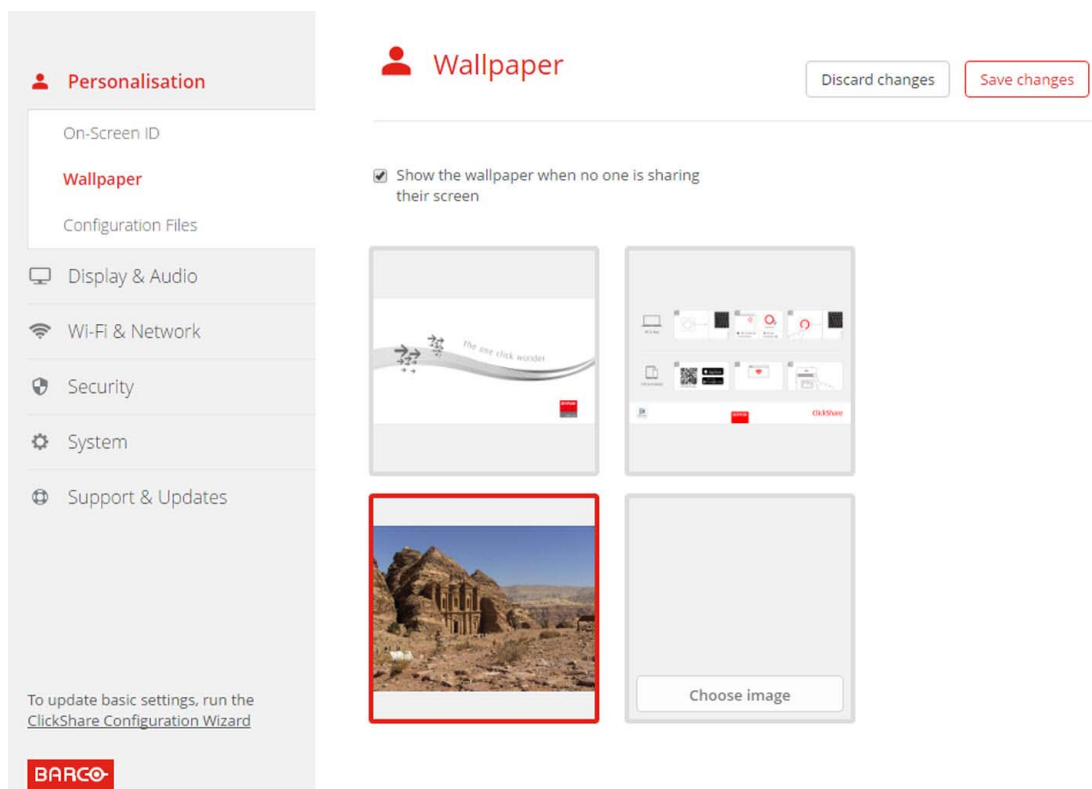 Personalisation
On-Screen ID
Wallpaper
Configuration Files
Display & Audio
Wi-Fi & Network
Security
System
Support & Updates
To update basic settings, run the
ClickShare Configuration Wizard
BARCO
Wallpaper
Discard changes
Save changes
Show the wallpaper when no one is sharing
their screen
the one click wonder
ClickShare
Choose image